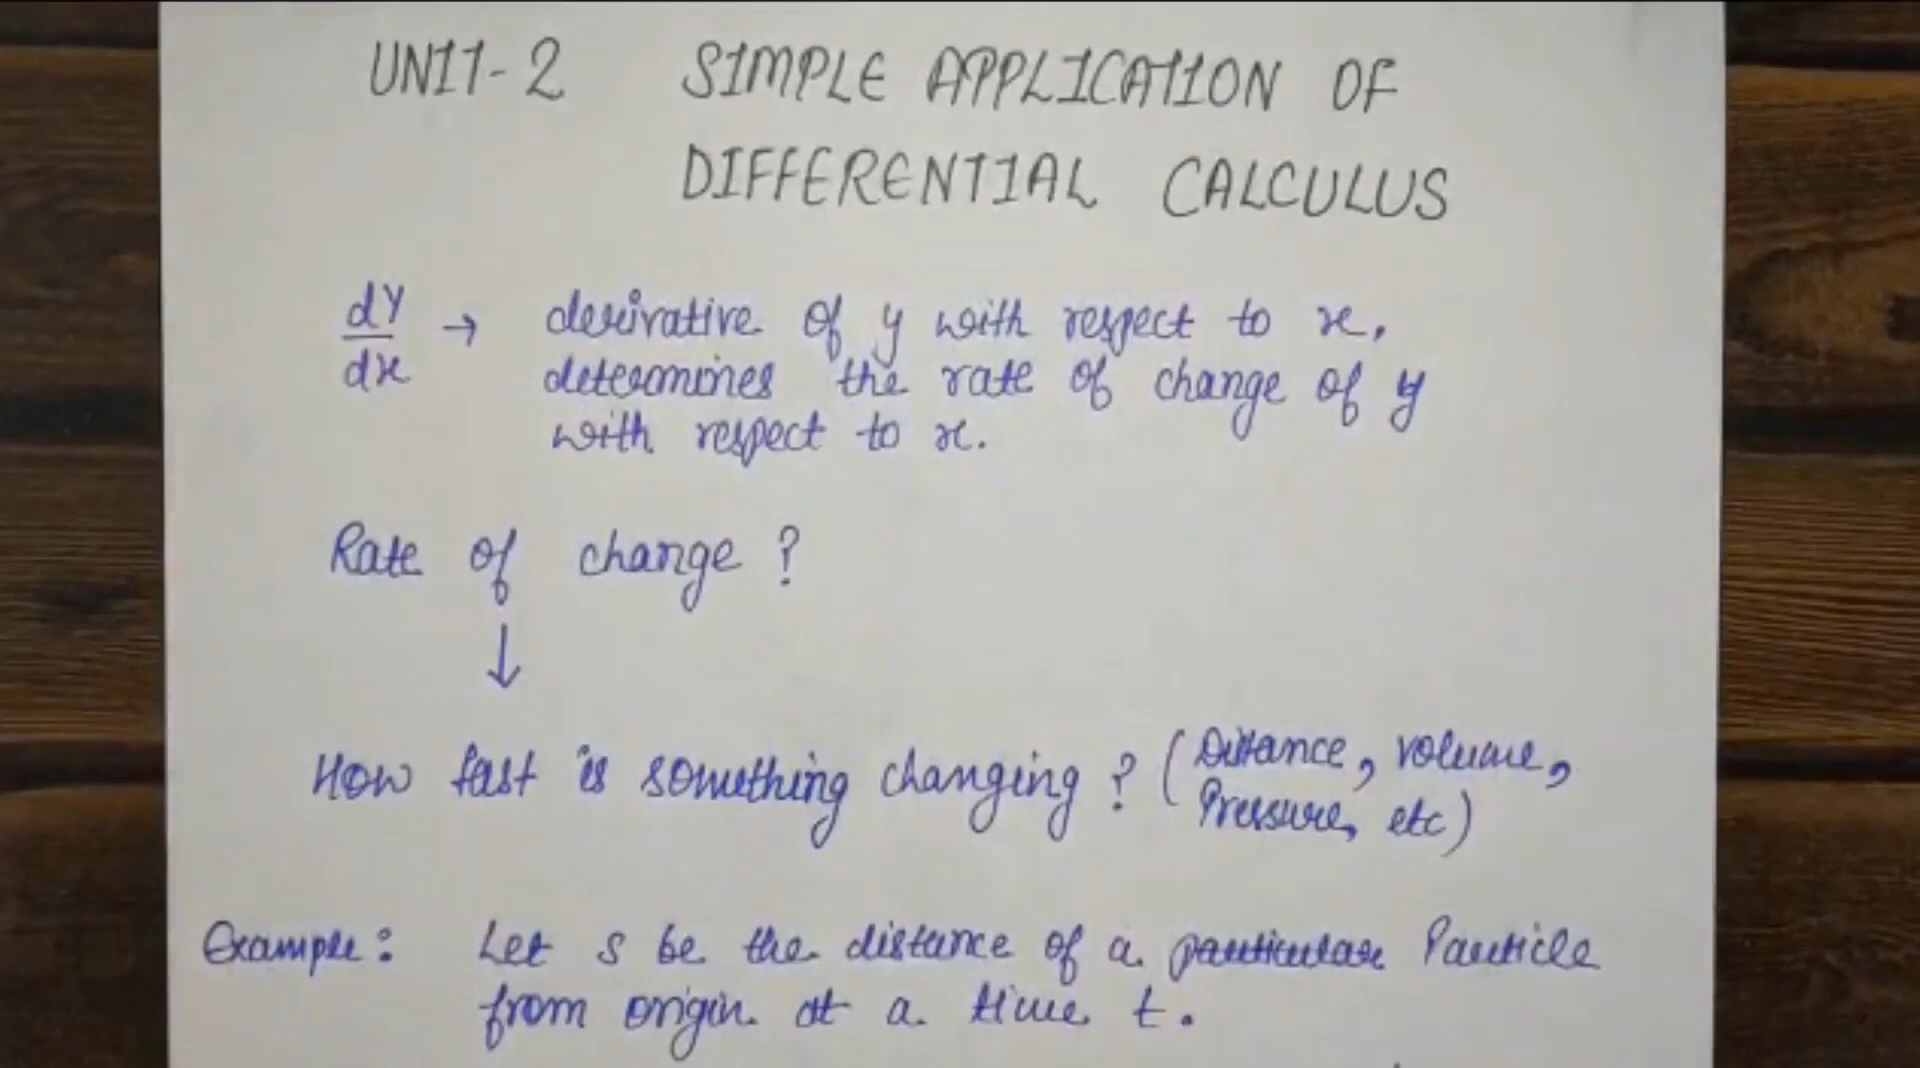 UNIT-2 SIMPLE APPLICATION OF
DIFFERENTIAL CALCULUS
dy/dx → derivative of y with respect to x,
determines the rate of change of y
with respect to x.
Rate of change ?
↓
How fast is something changing ? (Distance, volume,
Pressure, etc)
Example: Let s be the distance of a particular Particle
from origin at a time t.